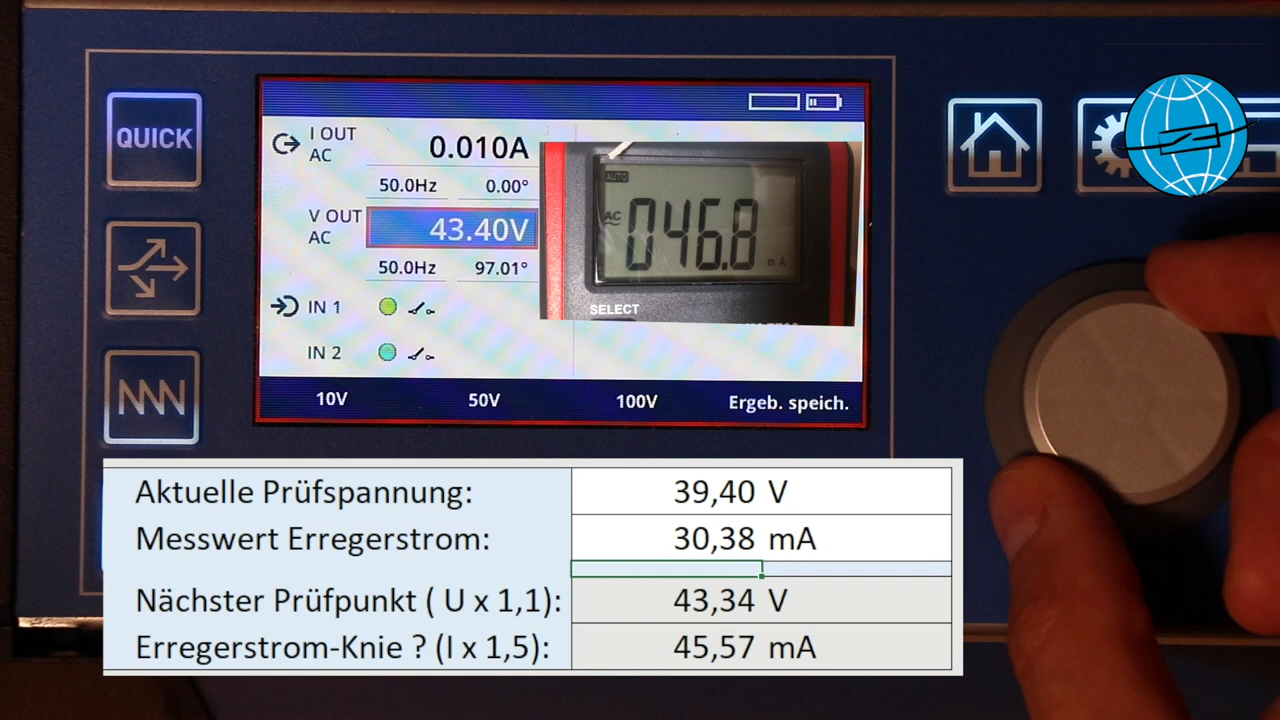 QUICK
I OUT
AC
0.010A
50.0Hz 0.00°
V OUT
AC
43.40V
50.0Hz 97.01°
IN 1
IN 2
AUTO
AC
046.8
mA
SELECT
10V 50V 100V Ergeb. speich.
Aktuelle Prüfspannung: 39,40 V
Messwert Erregerstrom: 30,38 mA
Nächster Prüfpunkt ( U x 1,1): 43,34 V
Erregerstrom-Knie ? (I x 1,5): 45,57 mA